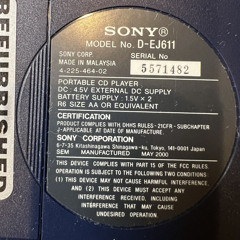 REFURBISHED
SONY®
MODEL No. D-EJ611
SONY CORP.
MADE IN MALAYSIA
4-225-464-02
SERIAL No
5571482
PORTABLE CD PLAYER
DC : 4.5V EXTERNAL DC SUPPLY
BATTERY SUPPLY : 1.5V × 2
R6 SIZE AA OR EQUIVALENT
CERTIFICATION
PRODUCT COMPLIES WITH DHHS RULES -21CFR -SUBCHAPTER
J-APPLICABLE AT DATE OF MANUFACTURE.
SONY CORPORATION
6-7-35 Kitashinagawa Shinagawa-ku, Tokyo, 141-0001 Japan
SEM MANUFACTURED MAY 2000
THIS DEVICE COMPLIES WITH PART 15 OF THE FCC RULES.
OPERATION IS SUBJECT TO THE FOLLOWING TWO CONDITIONS:
(1) THIS DEVICE MAY NOT CAUSE HARMFUL INTERFERENCE,
AND (2) THIS DEVICE MUST ACCEPT ANY
INTERFERENCE RECEIVED, INCLUDING
INTERFERENCE THAT MAY CAUSE
UNDESIRED OPERATION.